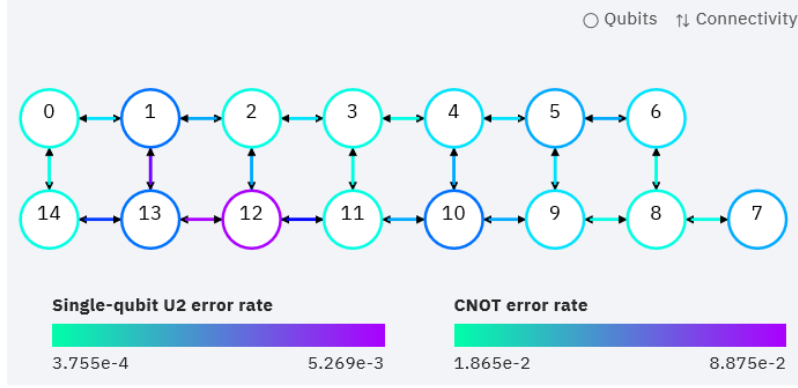 Qubits Connectivity
0 1 2 3 4 5 6
14 13 12 11 10 9 8 7
Single-qubit U2 error rate CNOT error rate
3.755e-4 5.269e-3 1.865e-2 8.875e-2